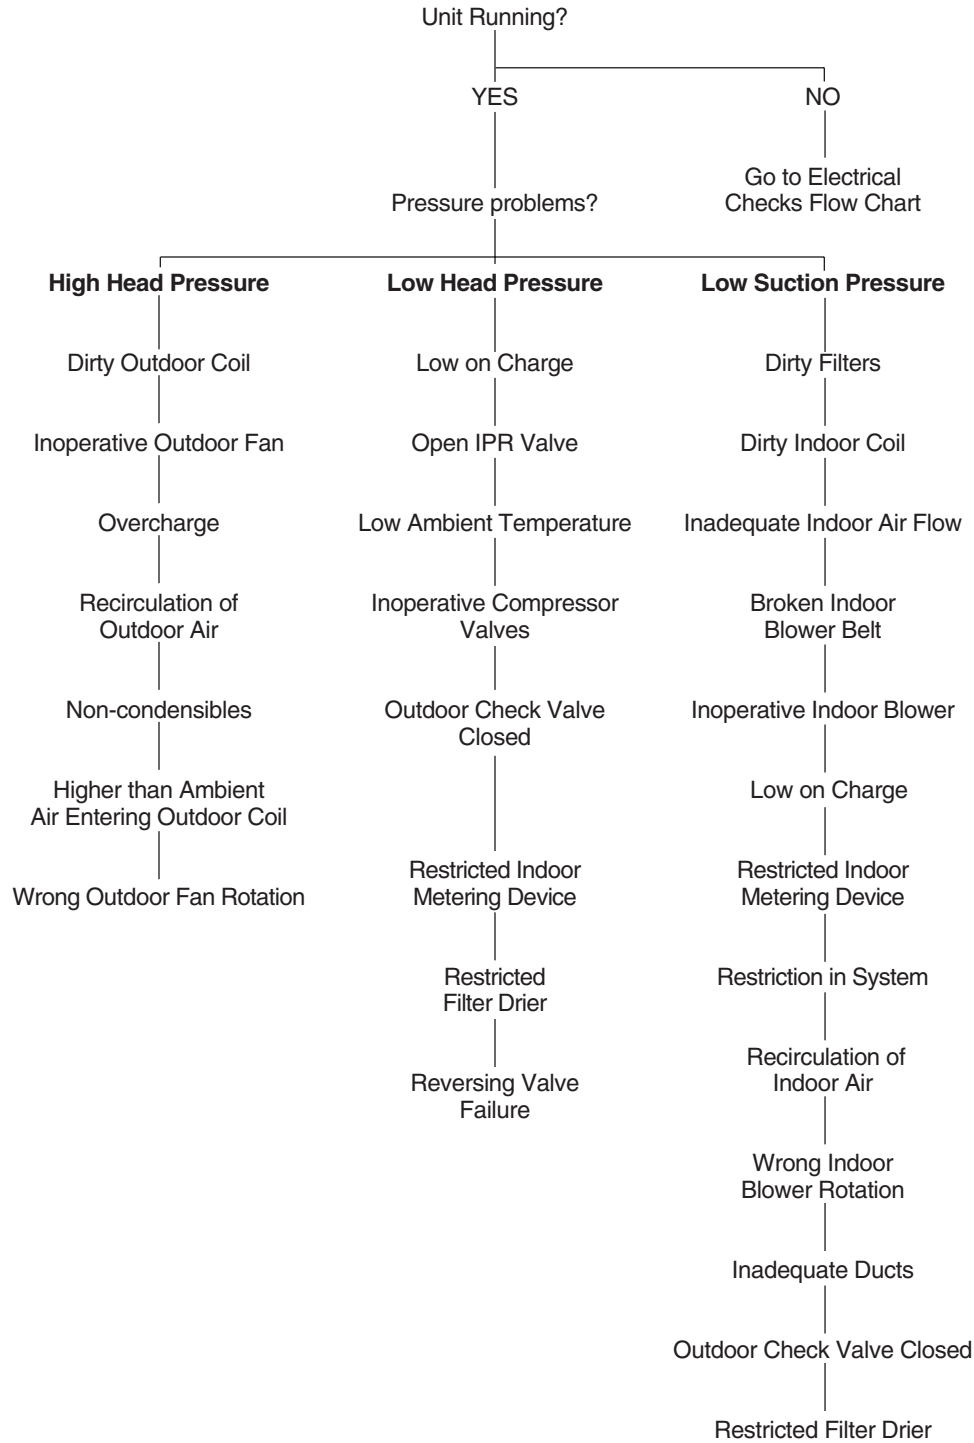 Unit Running?
YES
NO
Go to Electrical
Checks Flow Chart
Pressure problems?
High Head Pressure
Dirty Outdoor Coil
Inoperative Outdoor Fan
Overcharge
Recirculation of
Outdoor Air
Non-condensibles
Higher than Ambient
Air Entering Outdoor Coil
Wrong Outdoor Fan Rotation
Low Head Pressure
Low on Charge
Open IPR Valve
Low Ambient Temperature
Inoperative Compressor
Valves
Outdoor Check Valve
Closed
Restricted Indoor
Metering Device
Restricted
Filter Drier
Reversing Valve
Failure
Low Suction Pressure
Dirty Filters
Dirty Indoor Coil
Inadequate Indoor Air Flow
Broken Indoor
Blower Belt
Inoperative Indoor Blower
Low on Charge
Restricted Indoor
Metering Device
Restriction in System
Recirculation of
Indoor Air
Wrong Indoor
Blower Rotation
Inadequate Ducts
Outdoor Check Valve Closed
Restricted Filter Drier